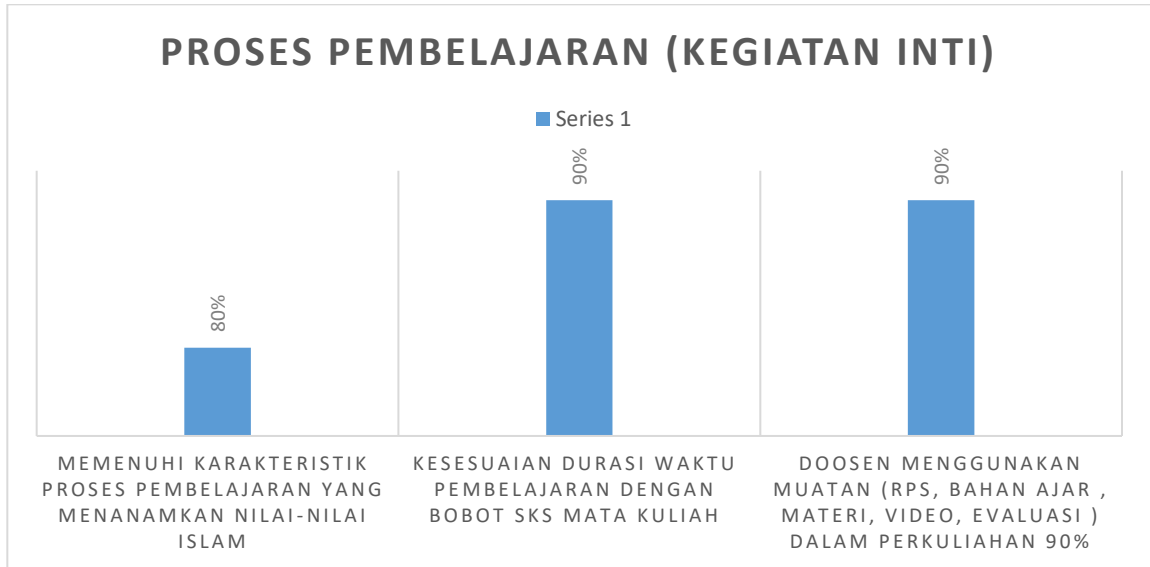 PROSES PEMBELAJARAN (KEGIATAN INTI)
Series 1
80%
90%
90%
MEMENUHI KARAKTERISTIK
PROSES PEMBELAJARAN YANG
MENANAMKAN NILAI-NILAI
ISLAM
KESESUAIAN DURASI WAKTU
PEMBELAJARAN DENGAN
BOBOT SKS MATA KULIAH
DOOSEN MENGGUNAKAN
MUATAN (RPS, BAHAN AJAR ,
MATERI, VIDEO, EVALUASI )
DALAM PERKULIAHAN 90%